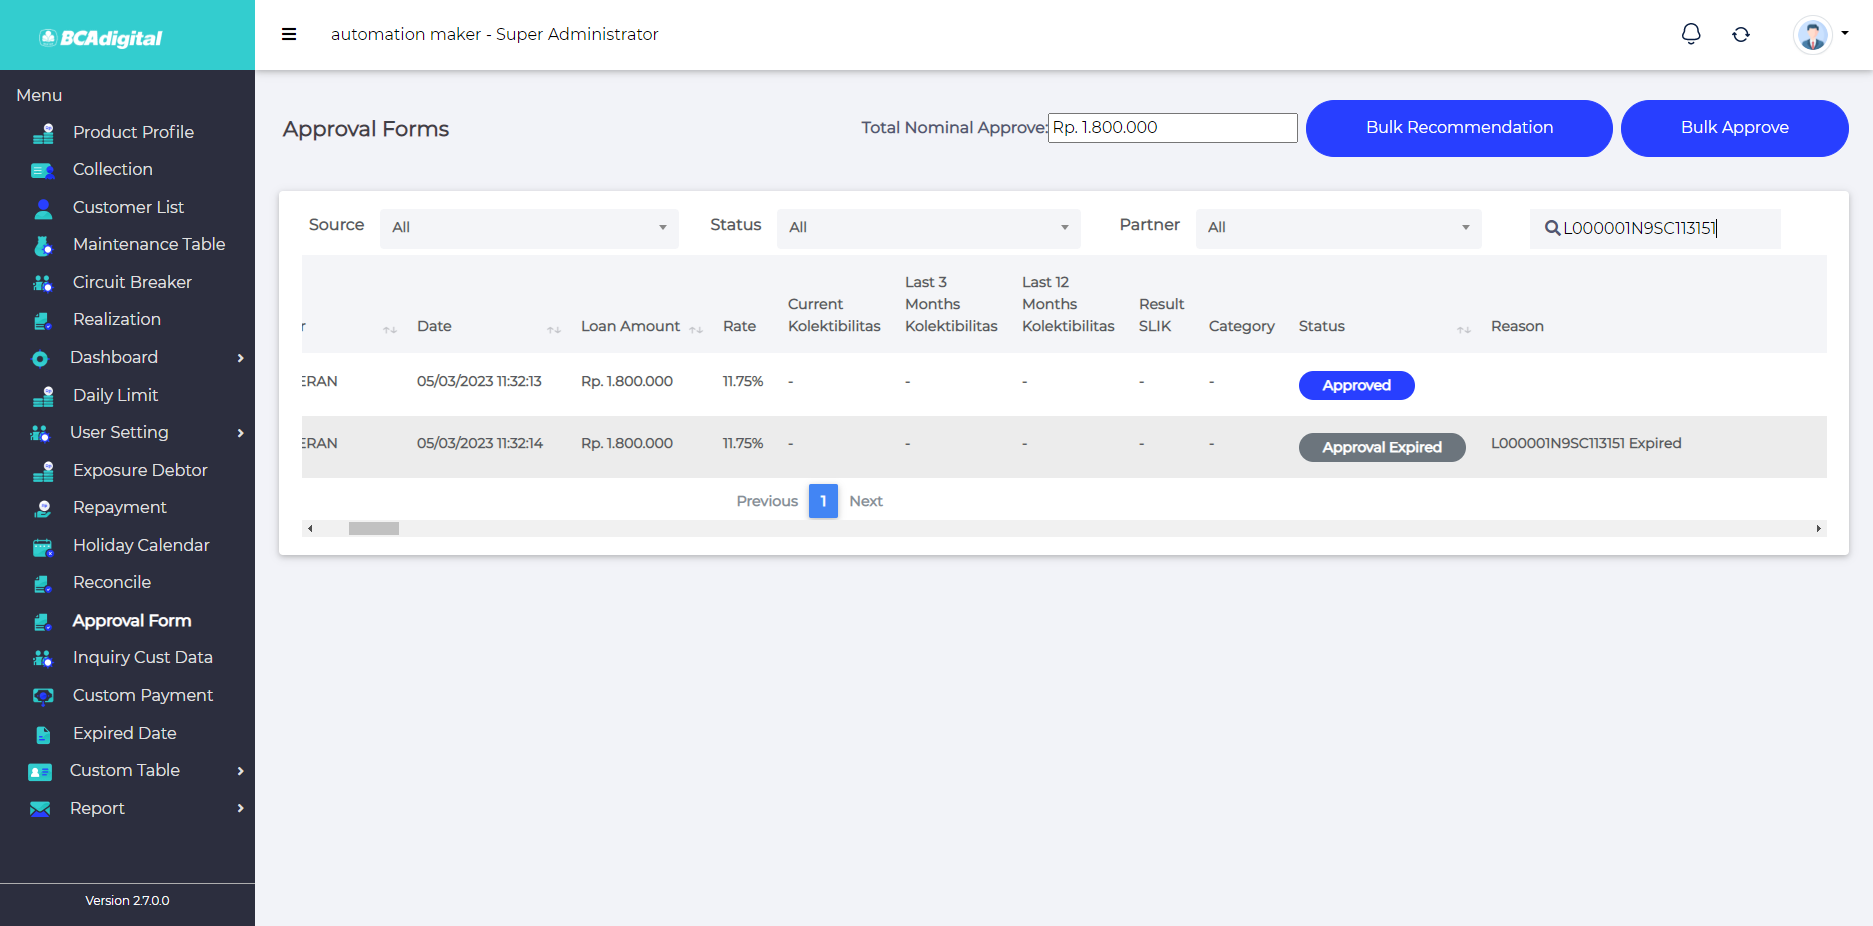 BCAdigital
automation maker - Super Administrator
Menu
Product Profile
Collection
Customer List
Maintenance Table
Circuit Breaker
Realization
Dashboard
Daily Limit
User Setting
Exposure Debtor
Repayment
Holiday Calendar
Reconcile
Approval Form
Inquiry Cust Data
Custom Payment
Expired Date
Custom Table
Report
Version 2.7.0.0
Approval Forms
Total Nominal Approve: Rp. 1.800.000
Bulk Recommendation
Bulk Approve
Source All
Status All
Partner All
L000001N9SC113151
r Date Loan Amount Rate Current Kolektibilitas Last 3 Months Kolektibilitas Last 12 Months Kolektibilitas Result SLIK Category Status Reason
ERAN 05/03/2023 11:32:13 Rp. 1.800.000 11.75% - - - - - Approved
ERAN 05/03/2023 11:32:14 Rp. 1.800.000 11.75% - - - - - Approval Expired L000001N9SC113151 Expired
Previous 1 Next